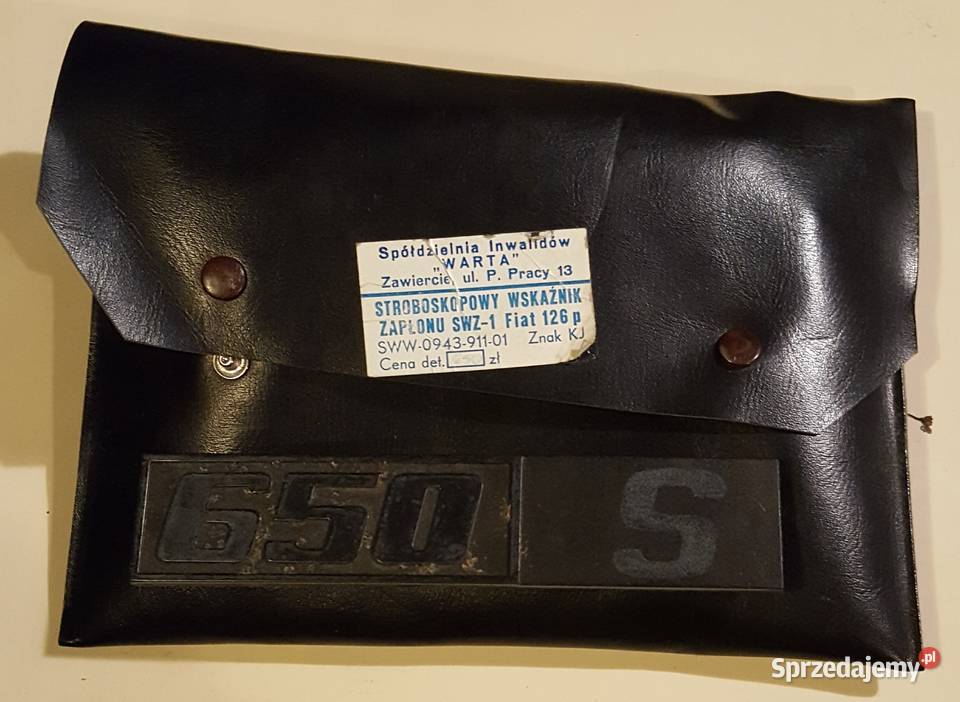 Spółdzielnia Inwalidów
"WARTA"
Zawiercie, ul. P. Pracy 13
STROBOSKOPOWY WSKAŹNIK
ZAPŁONU SWZ-1 Fiat 126 p
SWW-0943-911-01 Znak KJ
Cena det. zł
650 S
Sprzedajemy.pl